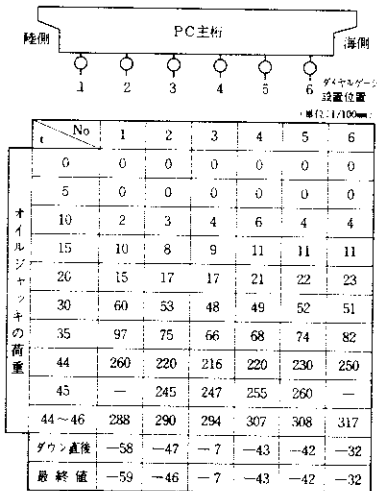 陸側
PC主桁
海側
1 2 3 4 5 6
ダイヤルゲージ
設置位置
(単位:1/100mm)
オイルジャッキの荷重
t No 1 2 3 4 5 6
0 0 0 0 0 0 0
5 0 0 0 0 0 0
10 2 3 4 6 4 4
15 10 8 9 11 11 11
20 15 17 17 21 22 23
30 60 53 48 49 52 51
35 97 75 66 68 74 82
44 260 220 216 220 230 250
45 — 245 247 255 260 —
44～46 288 290 294 307 308 317
ダウン直後 −58 −47 −7 −43 −42 −32
最終値 −59 −46 −7 −43 −42 −32